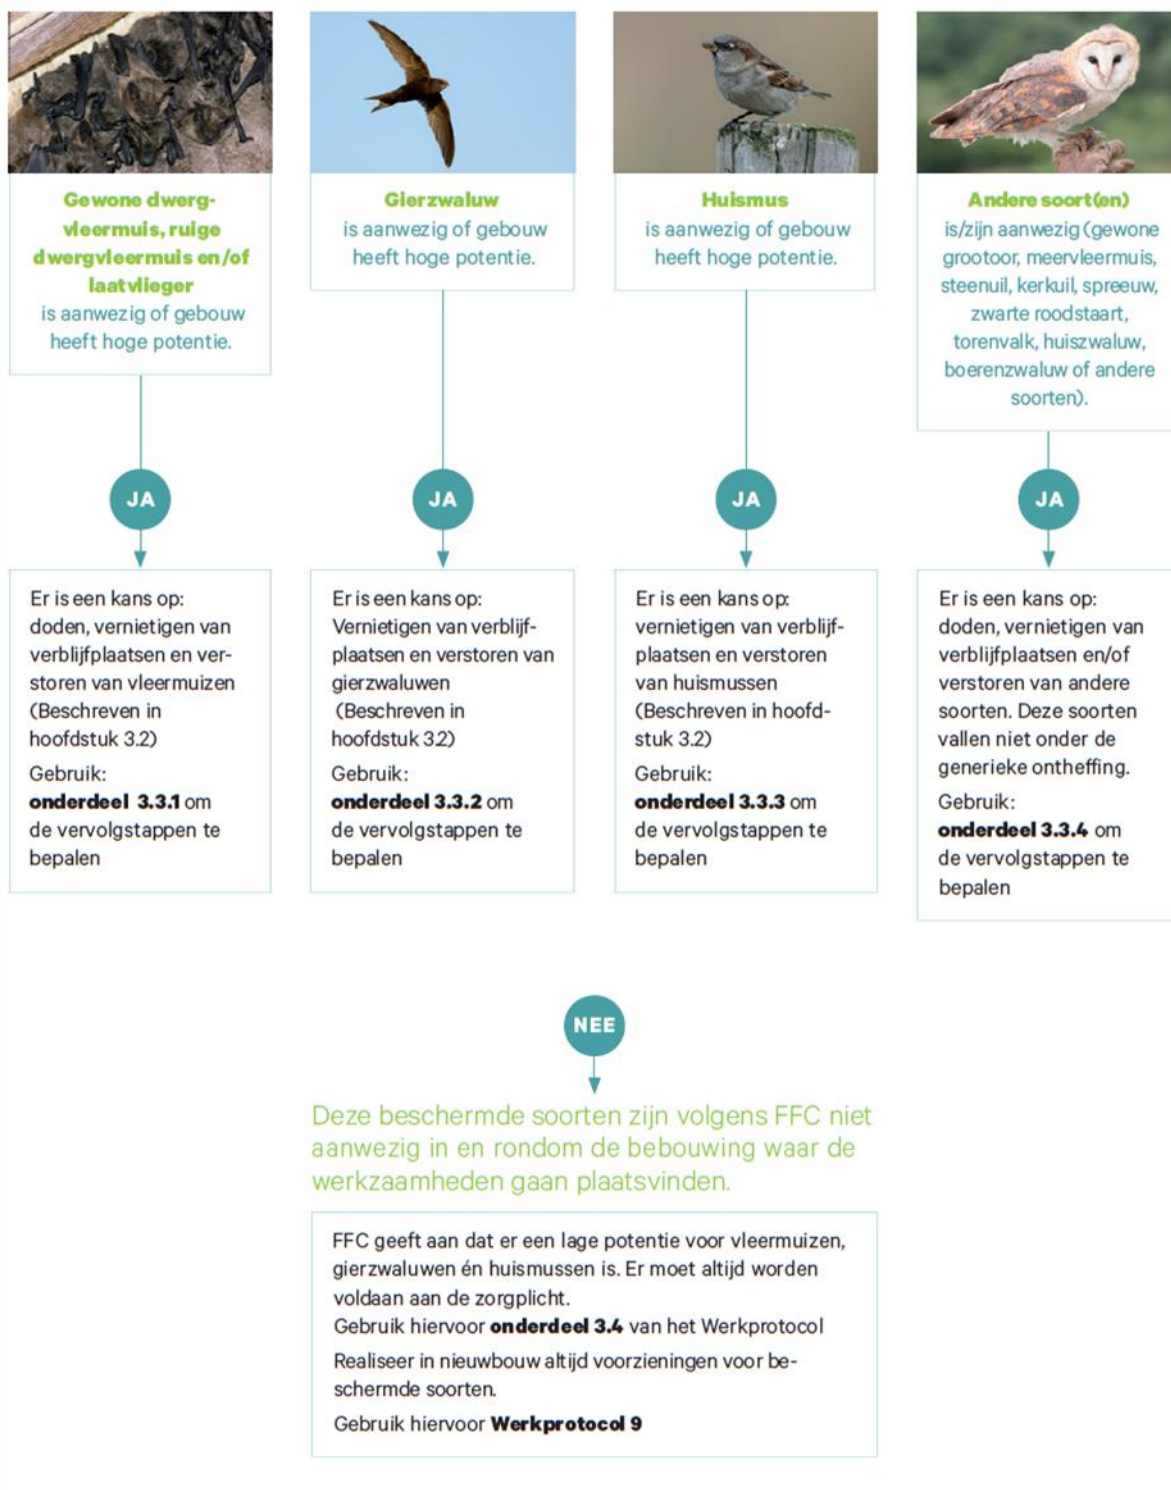 Gewone dwerg-
vleermuis, ruige
dwergvleermuis en/of
laatvlieger
is aanwezig of gebouw
heeft hoge potentie.
JA
Er is een kans op:
doden, vernietigen van
verblijfplaatsen en ver-
storen van vleermuizen
(Beschreven in
hoofdstuk 3.2)
Gebruik:
onderdeel 3.3.1 om
de vervolgstappen te
bepalen
Gierzwaluw
is aanwezig of gebouw
heeft hoge potentie.
JA
Er is een kans op:
Vernietigen van verblijf-
plaatsen en verstoren van
gierzwaluwen
(Beschreven in
hoofdstuk 3.2)
Gebruik:
onderdeel 3.3.2 om
de vervolgstappen te
bepalen
Huismus
is aanwezig of gebouw
heeft hoge potentie.
JA
Er is een kans op:
vernietigen van verblijf-
plaatsen en verstoren
van huismussen
(Beschreven in hoofd-
stuk 3.2)
Gebruik:
onderdeel 3.3.3 om
de vervolgstappen te
bepalen
Andere soort(en)
is/zijn aanwezig (gewone
grootoor, meervleermuis,
steenuil, kerkuil, spreeuw,
zwarte roodstaart,
torenvalk, huiszwaluw,
boerenzwaluw of andere
soorten).
JA
Er is een kans op:
doden, vernietigen van
verblijfplaatsen en/of
verstoren van andere
soorten. Deze soorten
vallen niet onder de
generieke ontheffing.
Gebruik:
onderdeel 3.3.4 om
de vervolgstappen te
bepalen
NEE
Deze beschermde soorten zijn volgens FFC niet
aanwezig in en rondom de bebouwing waar de
werkzaamheden gaan plaatsvinden.
FFC geeft aan dat er een lage potentie voor vleermuizen,
gierzwaluwen én huismussen is. Er moet altijd worden
voldaan aan de zorgplicht.
Gebruik hiervoor onderdeel 3.4 van het Werkprotocol
Realiseer in nieuwbouw altijd voorzieningen voor be-
schermde soorten.
Gebruik hiervoor Werkprotocol 9